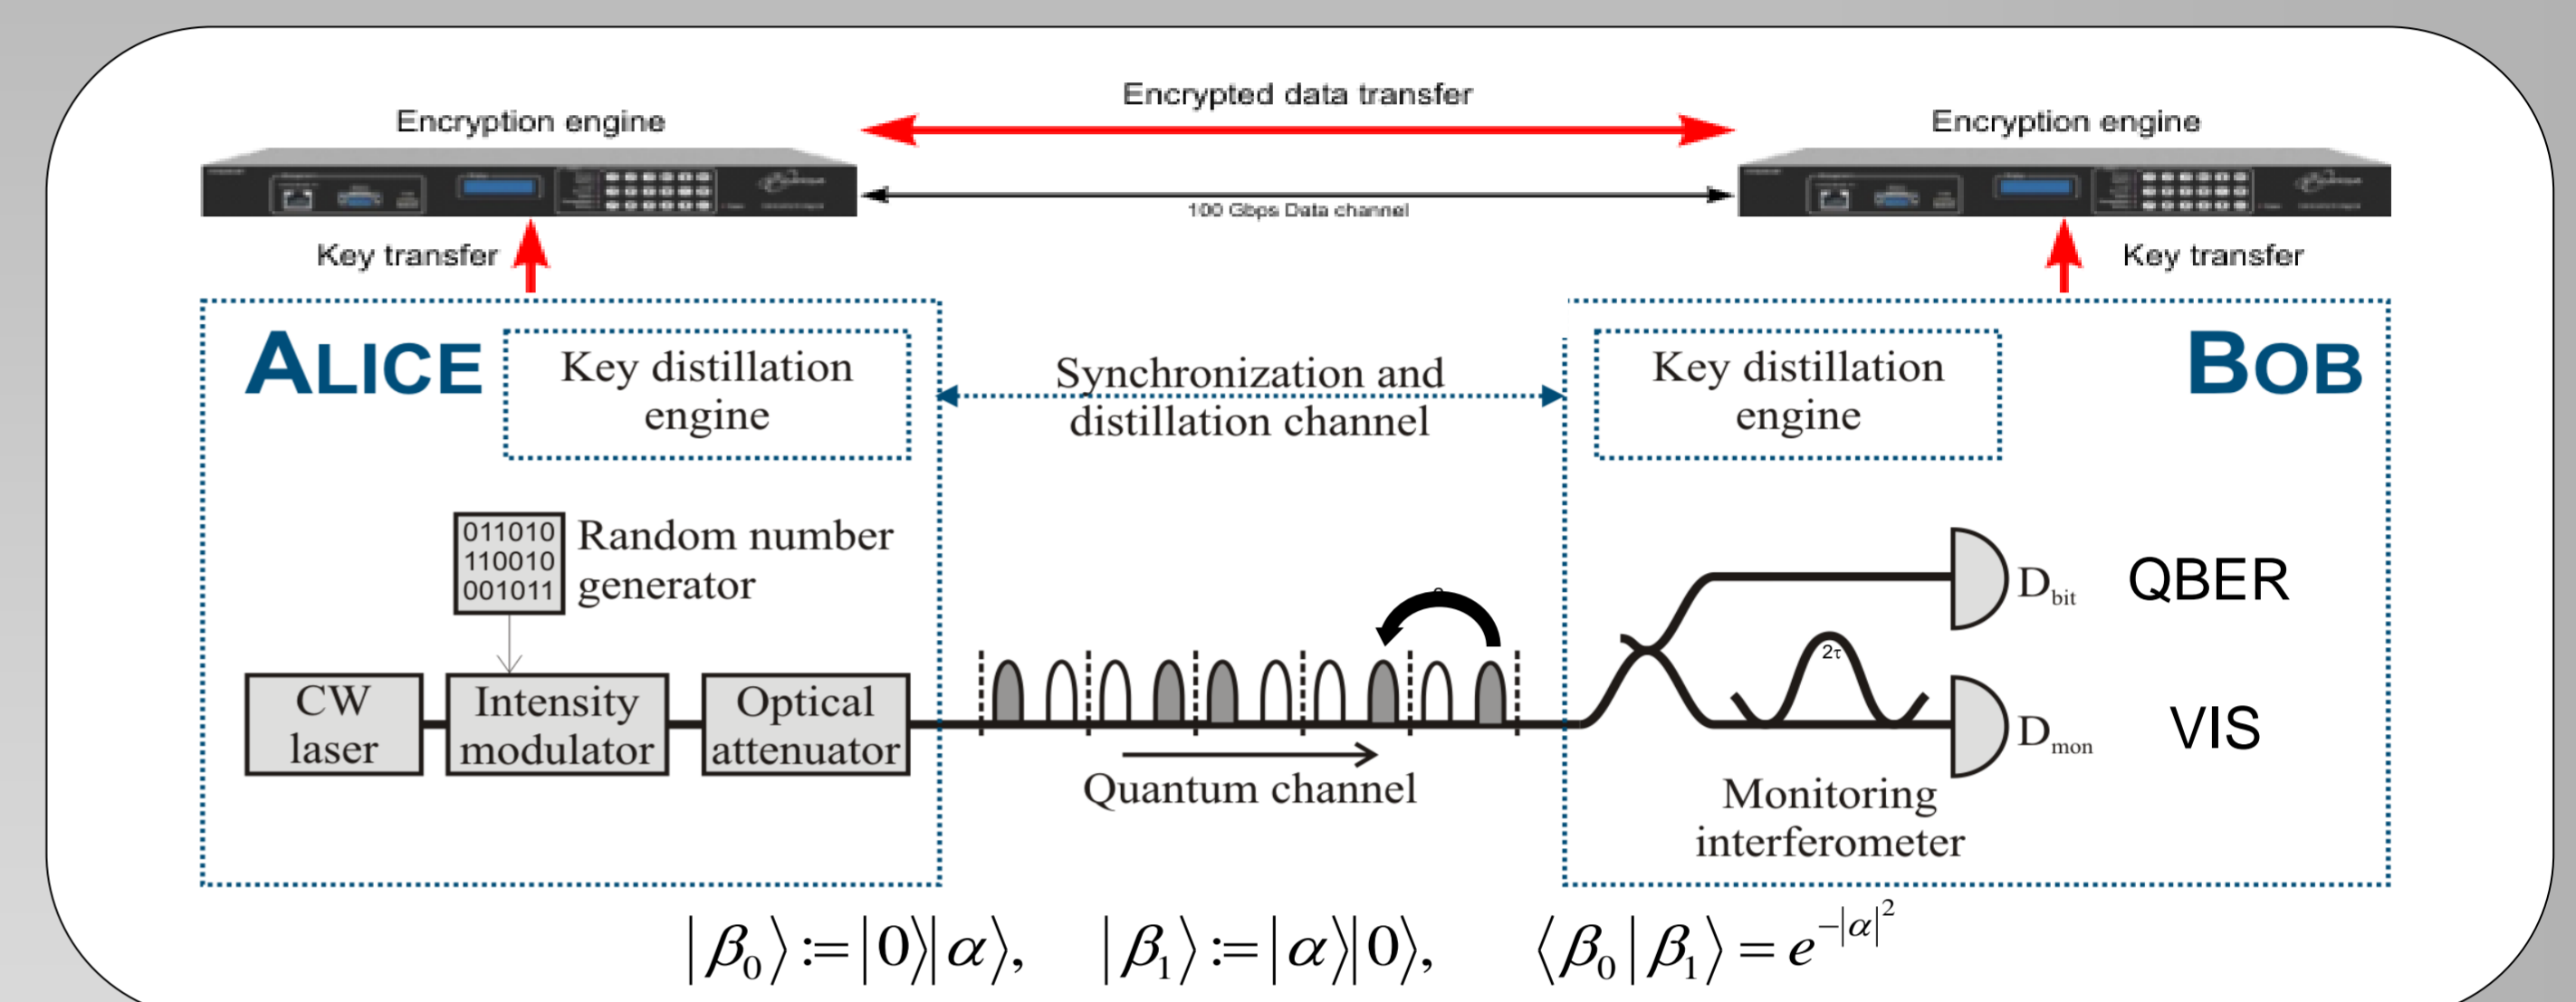 Encrypted data transfer
Encryption engine
Encryption engine
100 Gbps Data channel
Key transfer
Key transfer
ALICE
Key distillation
engine
Synchronization and
distillation channel
Key distillation
engine
BOB
011010
110010
001011
Random number
generator
CW
laser
Intensity
modulator
Optical
attenuator
Quantum channel
2τ
D_bit
QBER
D_mon
VIS
Monitoring
interferometer
|β₀⟩:=|0⟩|α⟩, |β₁⟩:=|α⟩|0⟩, ⟨β₀|β₁⟩=e^{-|α|²}